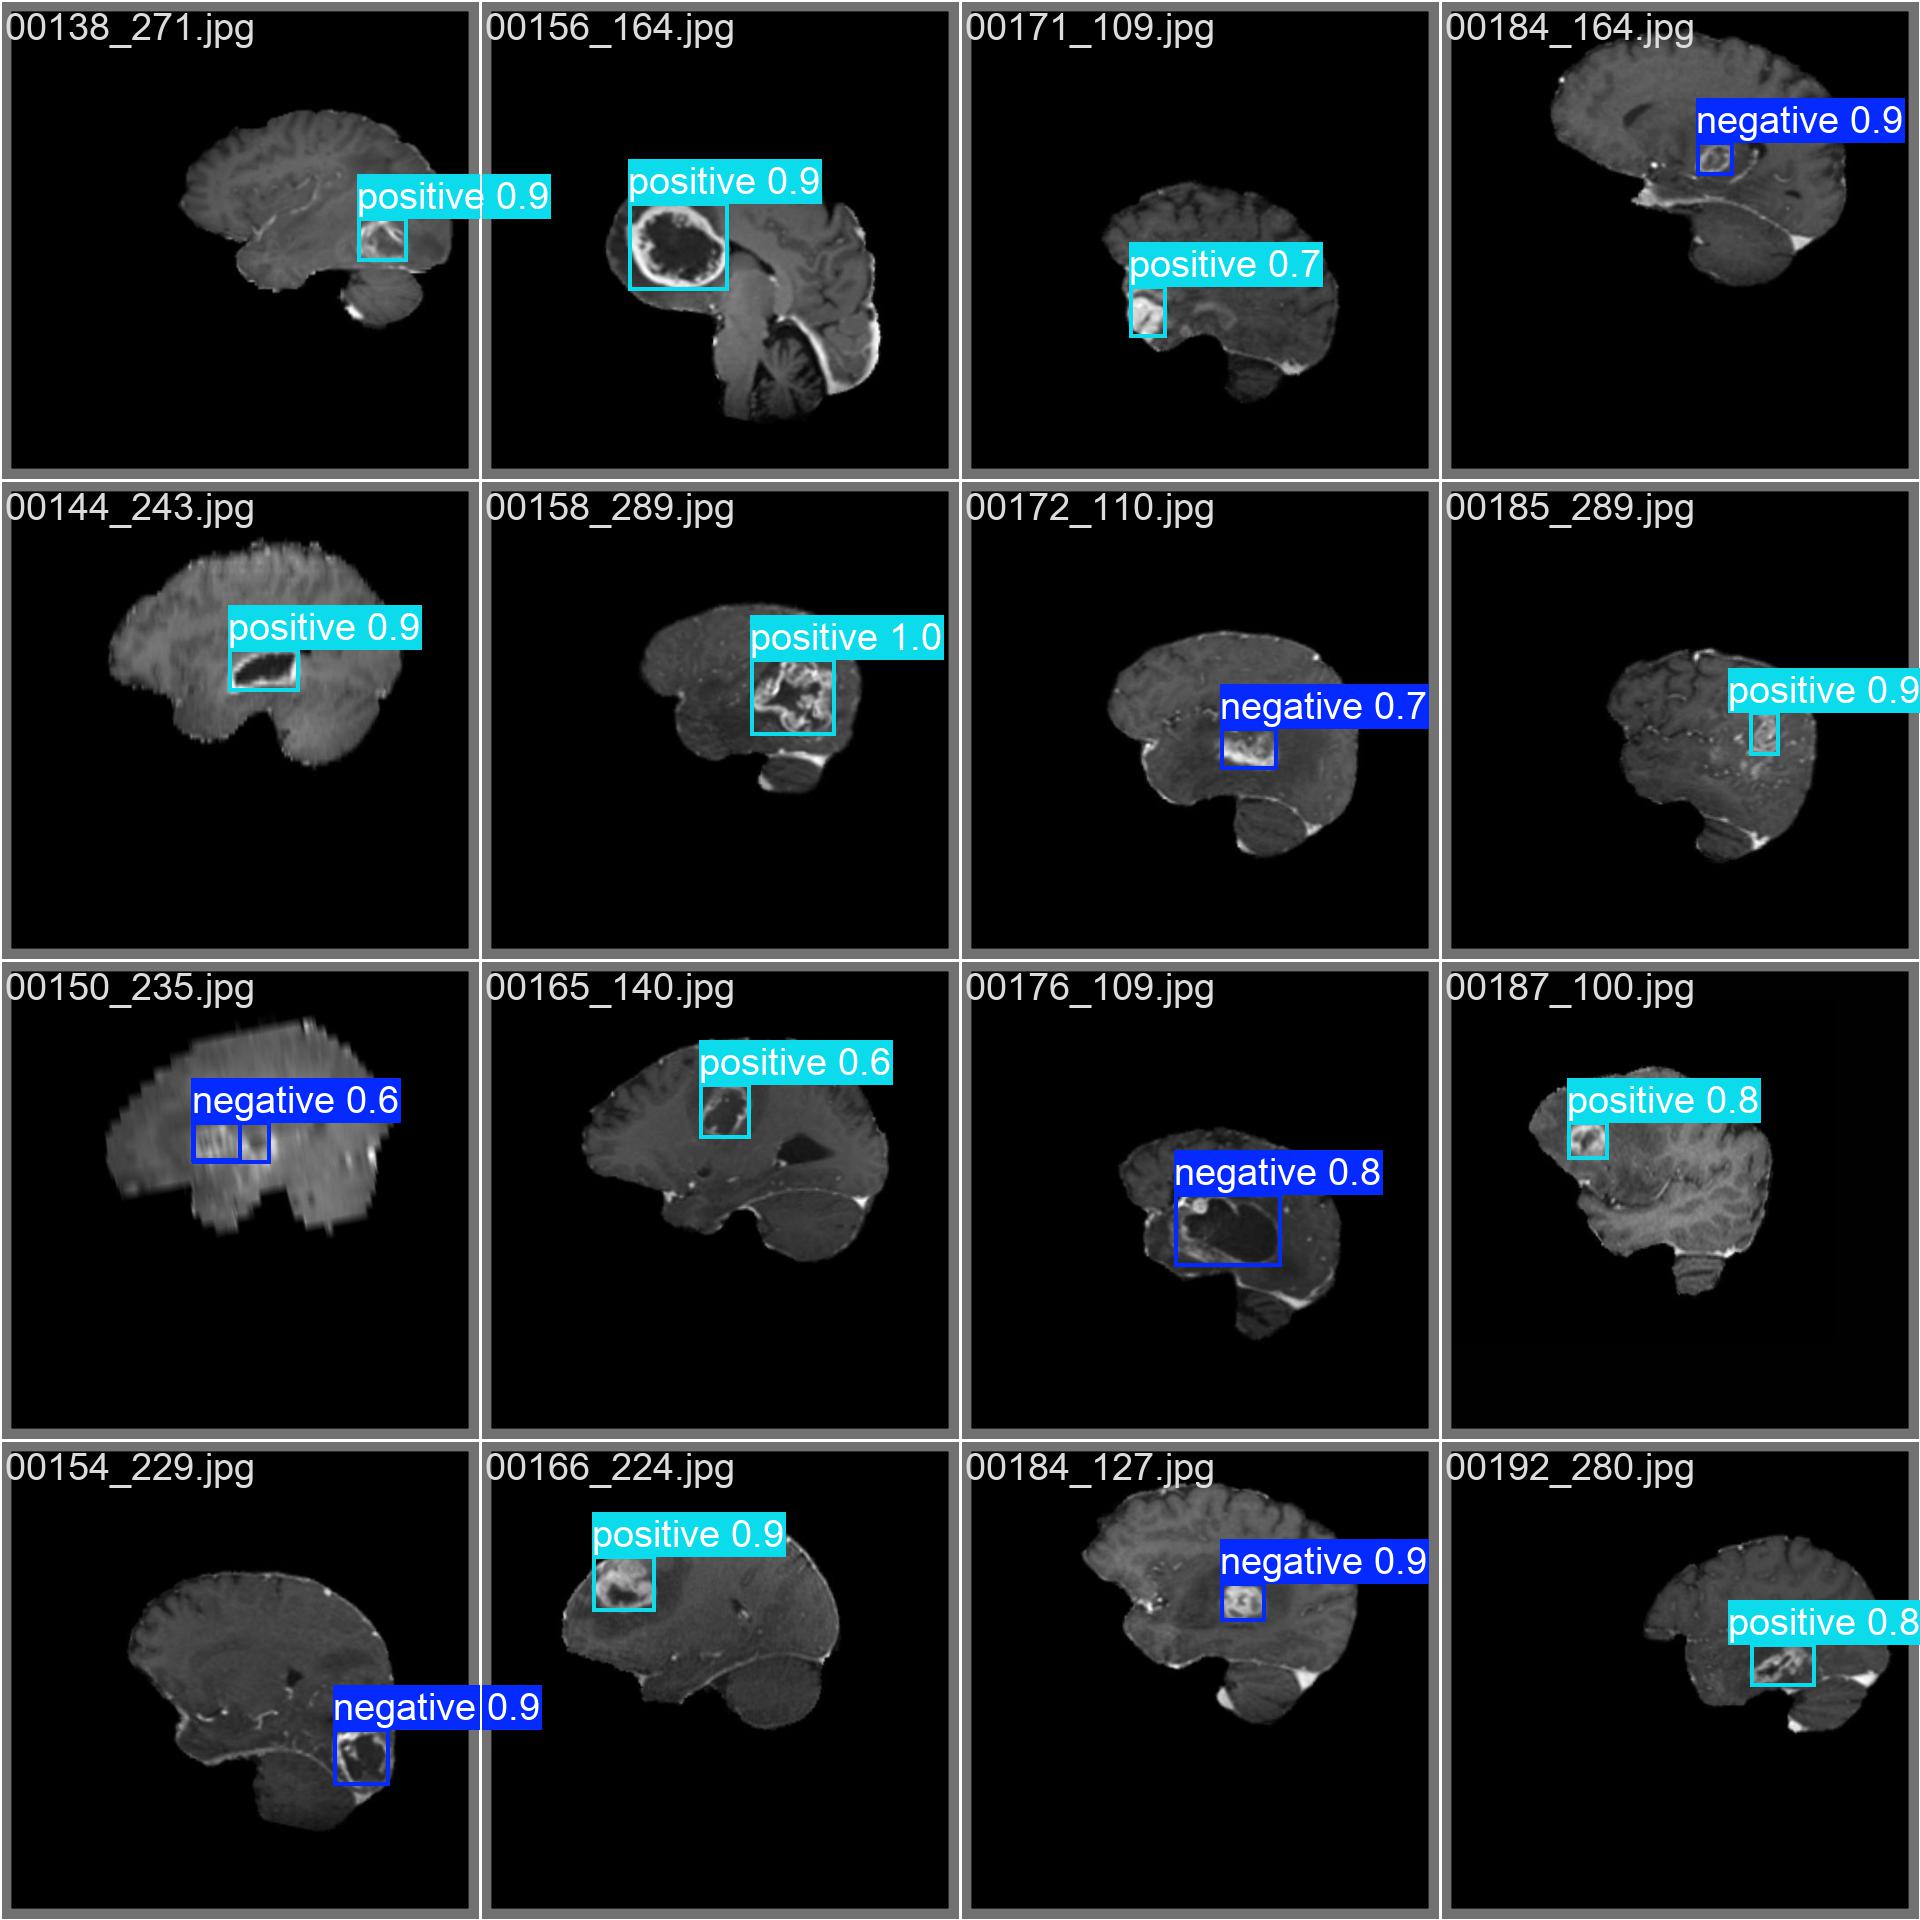 00138_271.jpg
positive 0.9
00156_164.jpg
positive 0.9
00171_109.jpg
positive 0.7
00184_164.jpg
negative 0.9
00144_243.jpg
positive 0.9
00158_289.jpg
positive 1.0
00172_110.jpg
negative 0.7
00185_289.jpg
positive 0.9
00150_235.jpg
negative 0.6
00165_140.jpg
positive 0.6
00176_109.jpg
negative 0.8
00187_100.jpg
positive 0.8
00154_229.jpg
negative 0.9
00166_224.jpg
positive 0.9
00184_127.jpg
negative 0.9
00192_280.jpg
positive 0.8